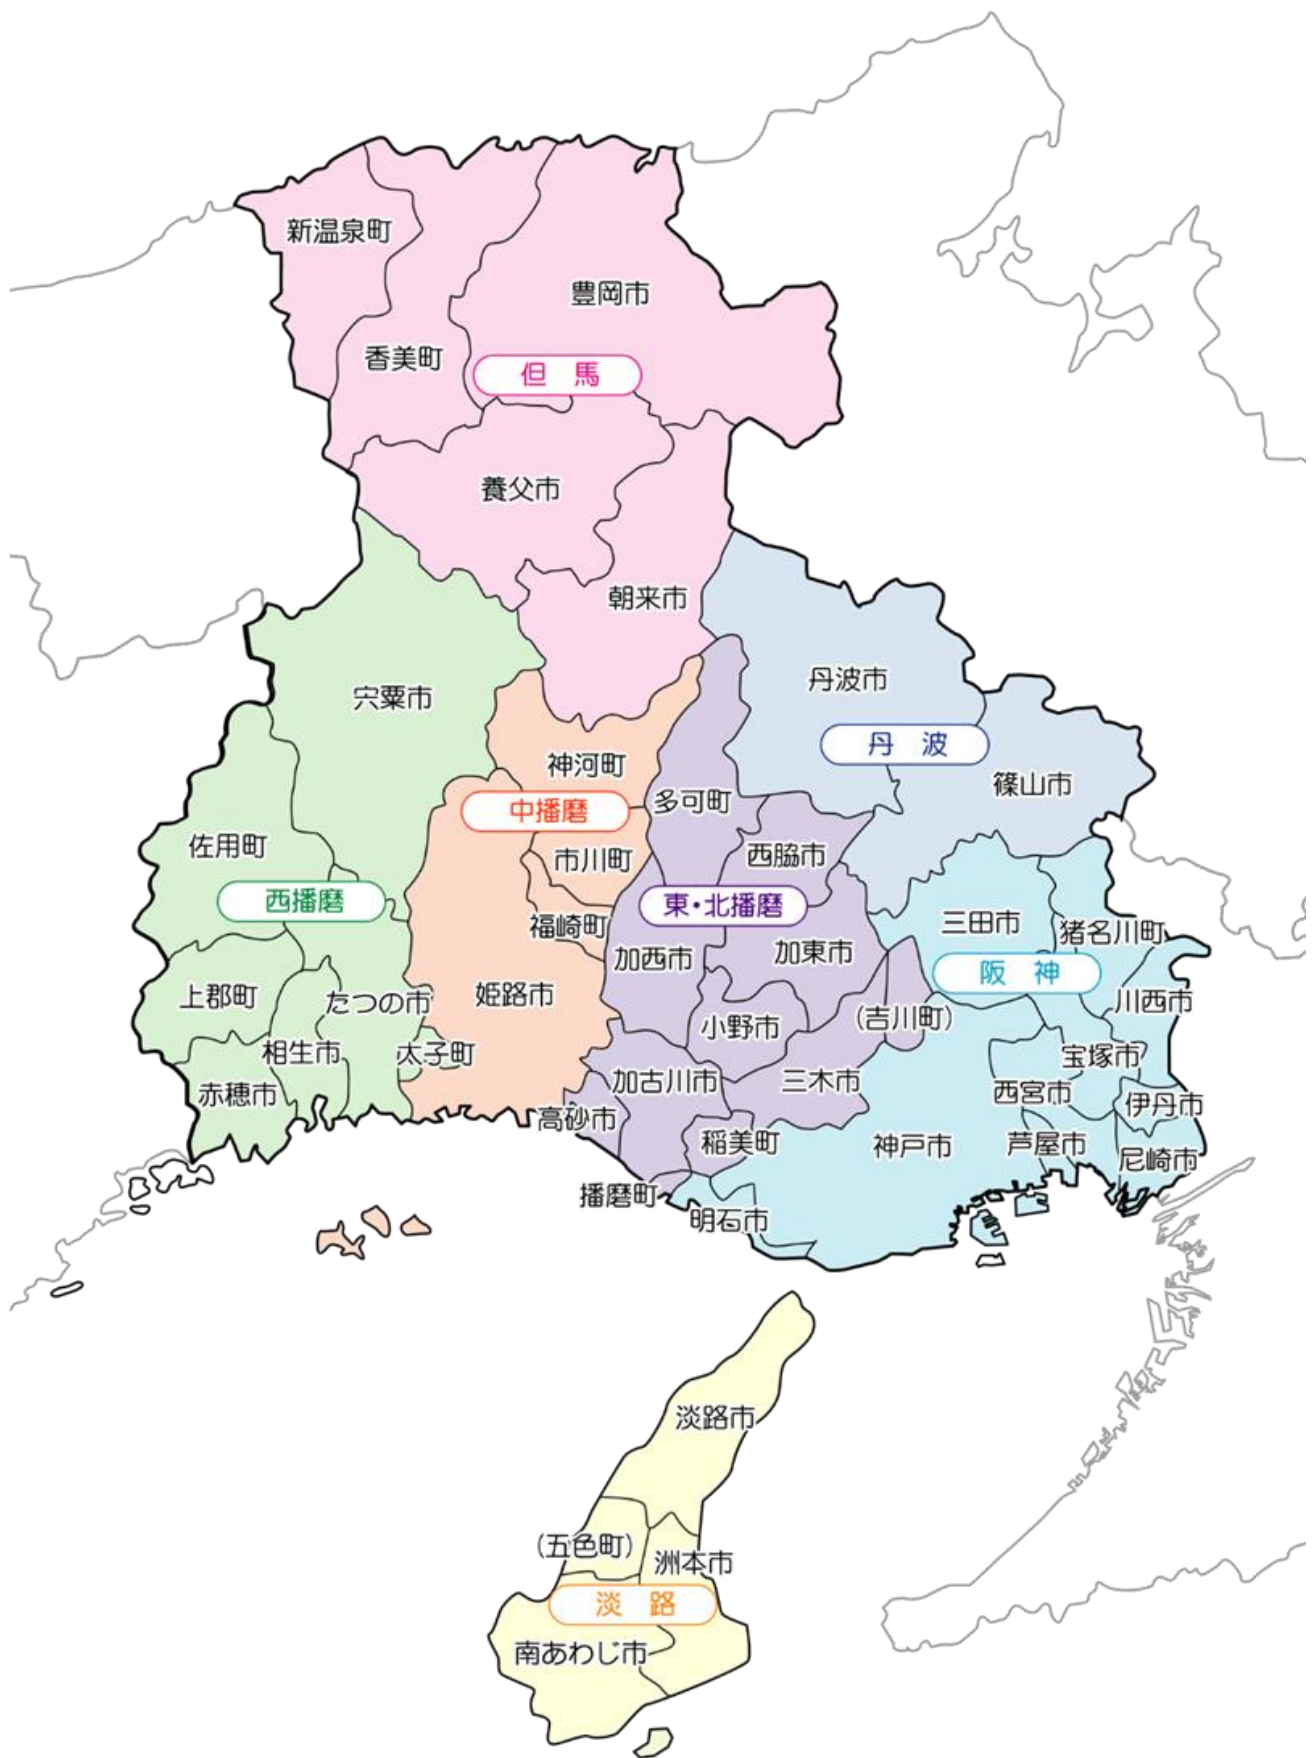 新温泉町
豊岡市
香美町
但 馬
養父市
朝来市
丹波市
宍粟市
丹 波
神河町
篠山市
多可町
中播磨
佐用町
西脇市
市川町
西播磨
東・北播磨
三田市
福崎町
猪名川町
加東市
加西市
阪 神
姫路市
上郡町
たつの市
川西市
(吉川町)
小野市
相生市
太子町
宝塚市
加古川市
三木市
赤穂市
西宮市
伊丹市
高砂市
稲美町
神戸市
芦屋市
尼崎市
播磨町
明石市
淡路市
(五色町)
洲本市
淡 路
南あわじ市